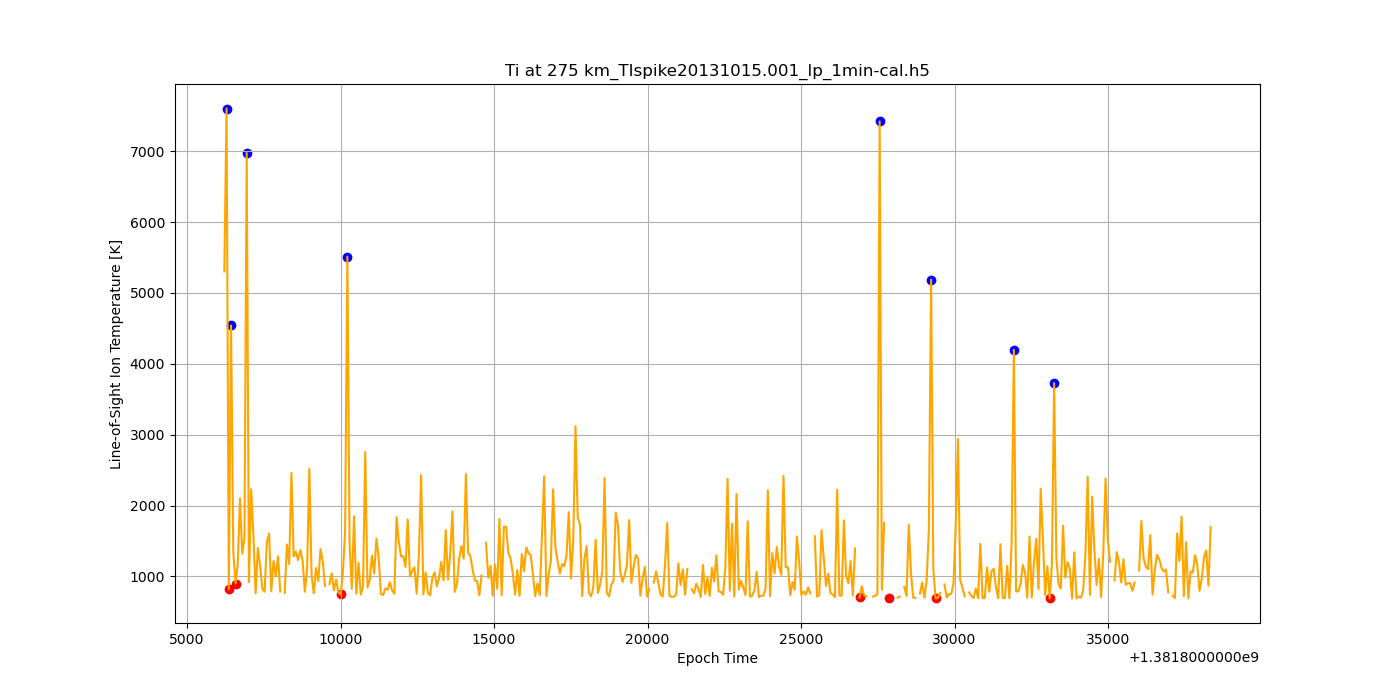 Ti at 275 km_TIspike20131015.001_lp_1min-cal.h5
Line-of-Sight Ion Temperature [K]
7000
6000
5000
4000
3000
2000
1000
5000 10000 15000 20000 25000 30000 35000
Epoch Time
+1.3818000000e9